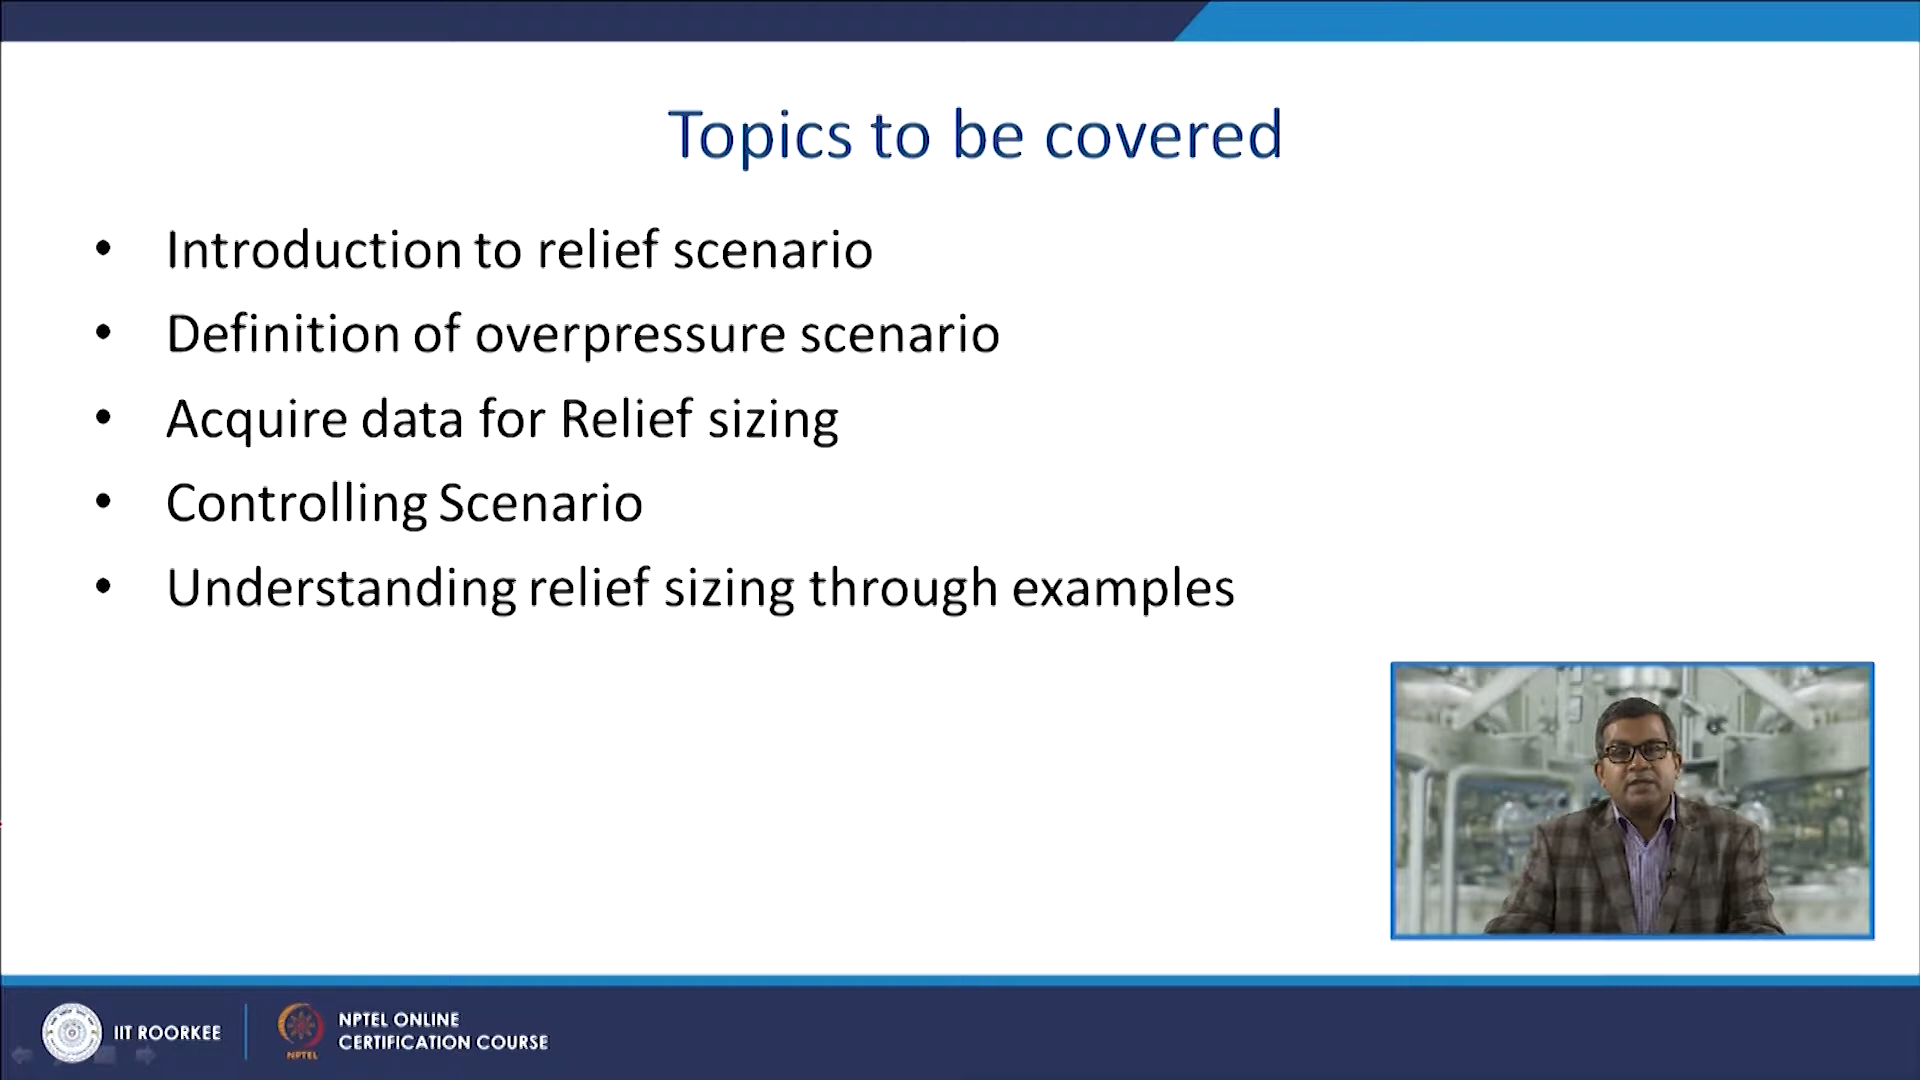 Topics to be covered
• Introduction to relief scenario
• Definition of overpressure scenario
• Acquire data for Relief sizing
• Controlling Scenario
• Understanding relief sizing through examples
IIT ROORKEE
NPTEL
NPTEL ONLINE
CERTIFICATION COURSE